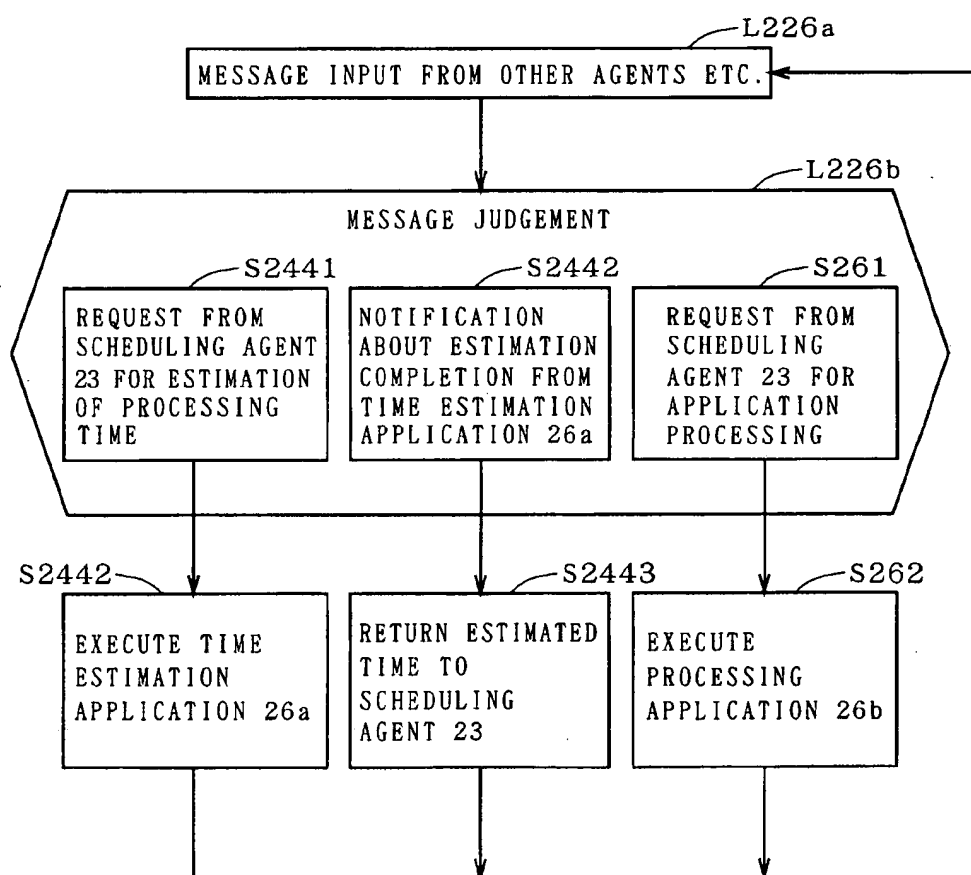 L226a
MESSAGE INPUT FROM OTHER AGENTS ETC.
L226b
MESSAGE JUDGEMENT
S2441
REQUEST FROM
SCHEDULING AGENT
23 FOR ESTIMATION
OF PROCESSING
TIME
S2442
NOTIFICATION
ABOUT ESTIMATION
COMPLETION FROM
TIME ESTIMATION
APPLICATION 26a
S261
REQUEST FROM
SCHEDULING
AGENT 23 FOR
APPLICATION
PROCESSING
S2442
EXECUTE TIME
ESTIMATION
APPLICATION 26a
S2443
RETURN ESTIMATED
TIME TO
SCHEDULING
AGENT 23
S262
EXECUTE
PROCESSING
APPLICATION 26b